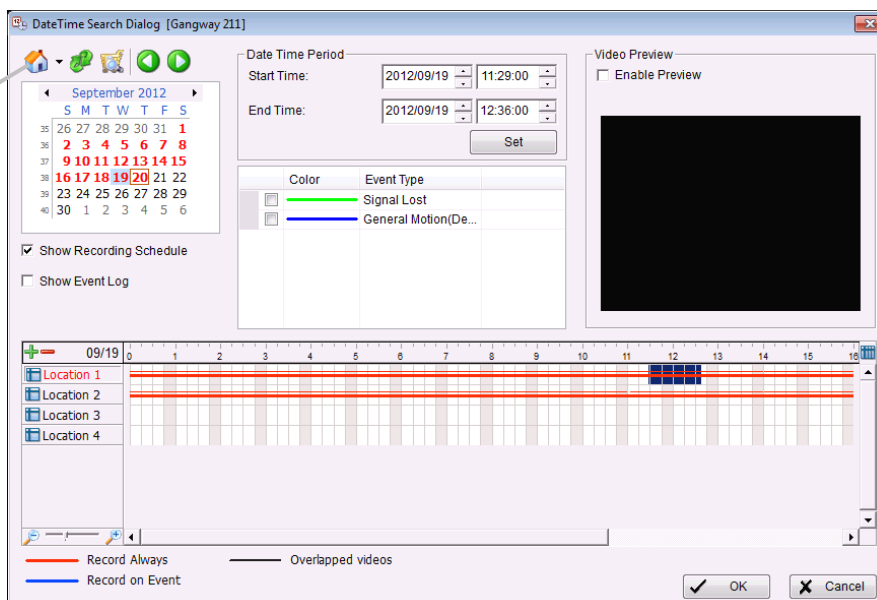 DateTime Search Dialog [Gangway 211]
September 2012
S M T W T F S
35 26 27 28 29 30 31 1
36 2 3 4 5 6 7 8
37 9 10 11 12 13 14 15
38 16 17 18 19 20 21 22
39 23 24 25 26 27 28 29
40 30 1 2 3 4 5 6
Show Recording Schedule
Show Event Log
Date Time Period
Start Time: 2012/09/19 11:29:00
End Time: 2012/09/19 12:36:00
Set
Color Event Type
Signal Lost
General Motion(De...
Video Preview
Enable Preview
09/19 0 1 2 3 4 5 6 7 8 9 10 11 12 13 14 15 16
Location 1
Location 2
Location 3
Location 4
Record Always Overlapped videos
Record on Event
OK Cancel